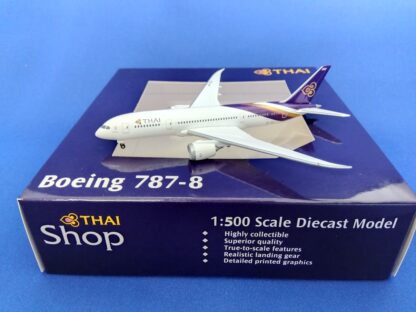 THAI
THAI
Boeing 787-8
THAI
Shop
1:500 Scale Diecast Model
Highly collectible
Superior quality
True-to-scale features
Realistic landing gear
Detailed printed graphics